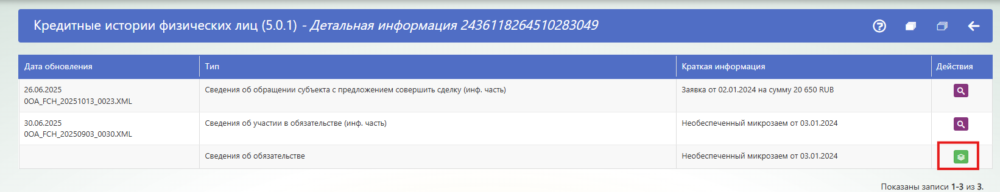 Кредитные истории физических лиц (5.0.1) - Детальная информация 2436118264510283049
Дата обновления Тип Краткая информация Действия
26.06.2025 Сведения об обращении субъекта с предложением совершить сделку (инф. часть) Заявка от 02.01.2024 на сумму 20 650 RUB
0OA_FCH_20251013_0023.XML
30.06.2025 Сведения об участии в обязательстве (инф. часть) Необеспеченный микрозаем от 03.01.2024
0OA_FCH_20250903_0030.XML
Сведения об обязательстве Необеспеченный микрозаем от 03.01.2024
Показаны записи 1-3 из 3.